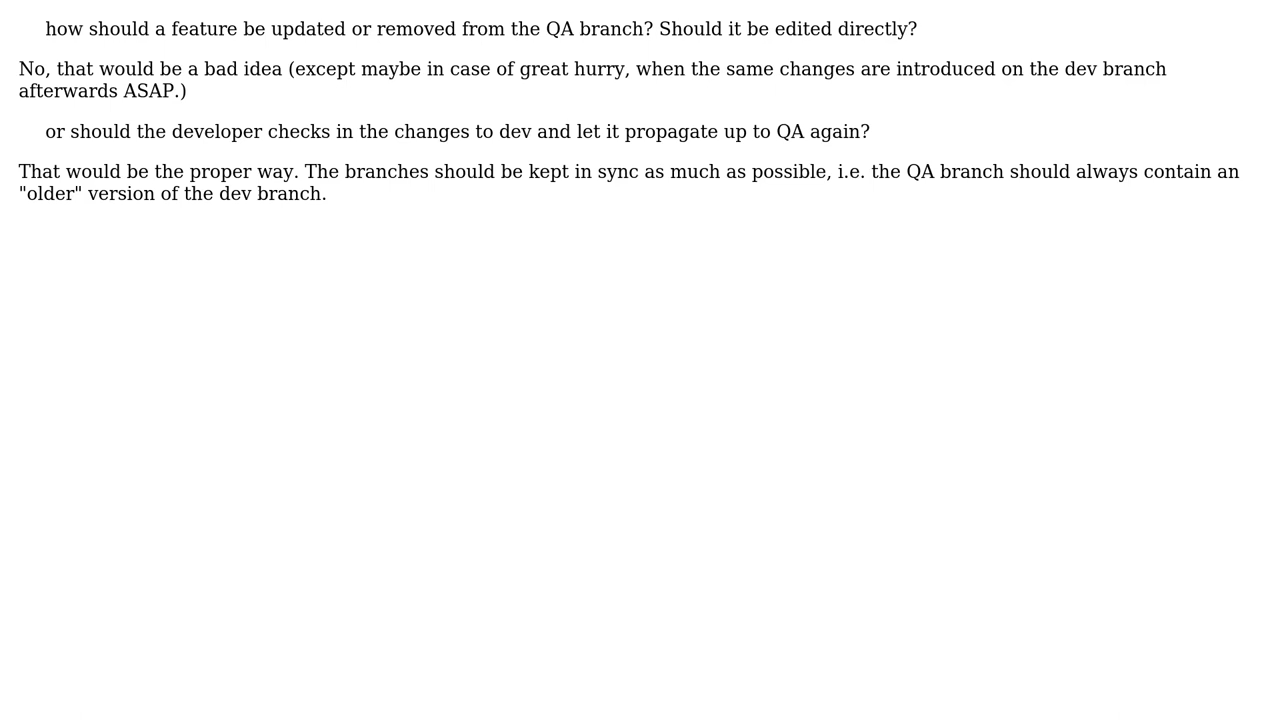 how should a feature be updated or removed from the QA branch? Should it be edited directly?
No, that would be a bad idea (except maybe in case of great hurry, when the same changes are introduced on the dev branch
afterwards ASAP.)
or should the developer checks in the changes to dev and let it propagate up to QA again?
That would be the proper way. The branches should be kept in sync as much as possible, i.e. the QA branch should always contain an
"older" version of the dev branch.